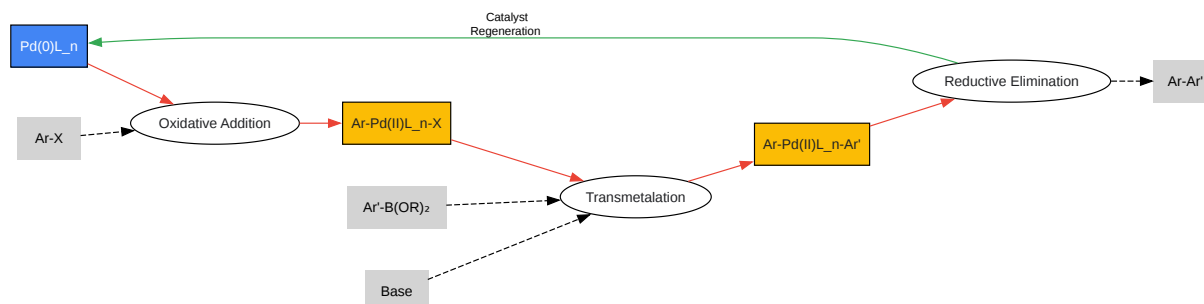 Catalyst
Regeneration
Pd(0)L_n
Reductive Elimination
Ar-Ar'
Oxidative Addition
Ar-Pd(II)L_n-X
Ar-X
Ar-Pd(II)L_n-Ar'
Ar'-B(OR)₂
Transmetalation
Base